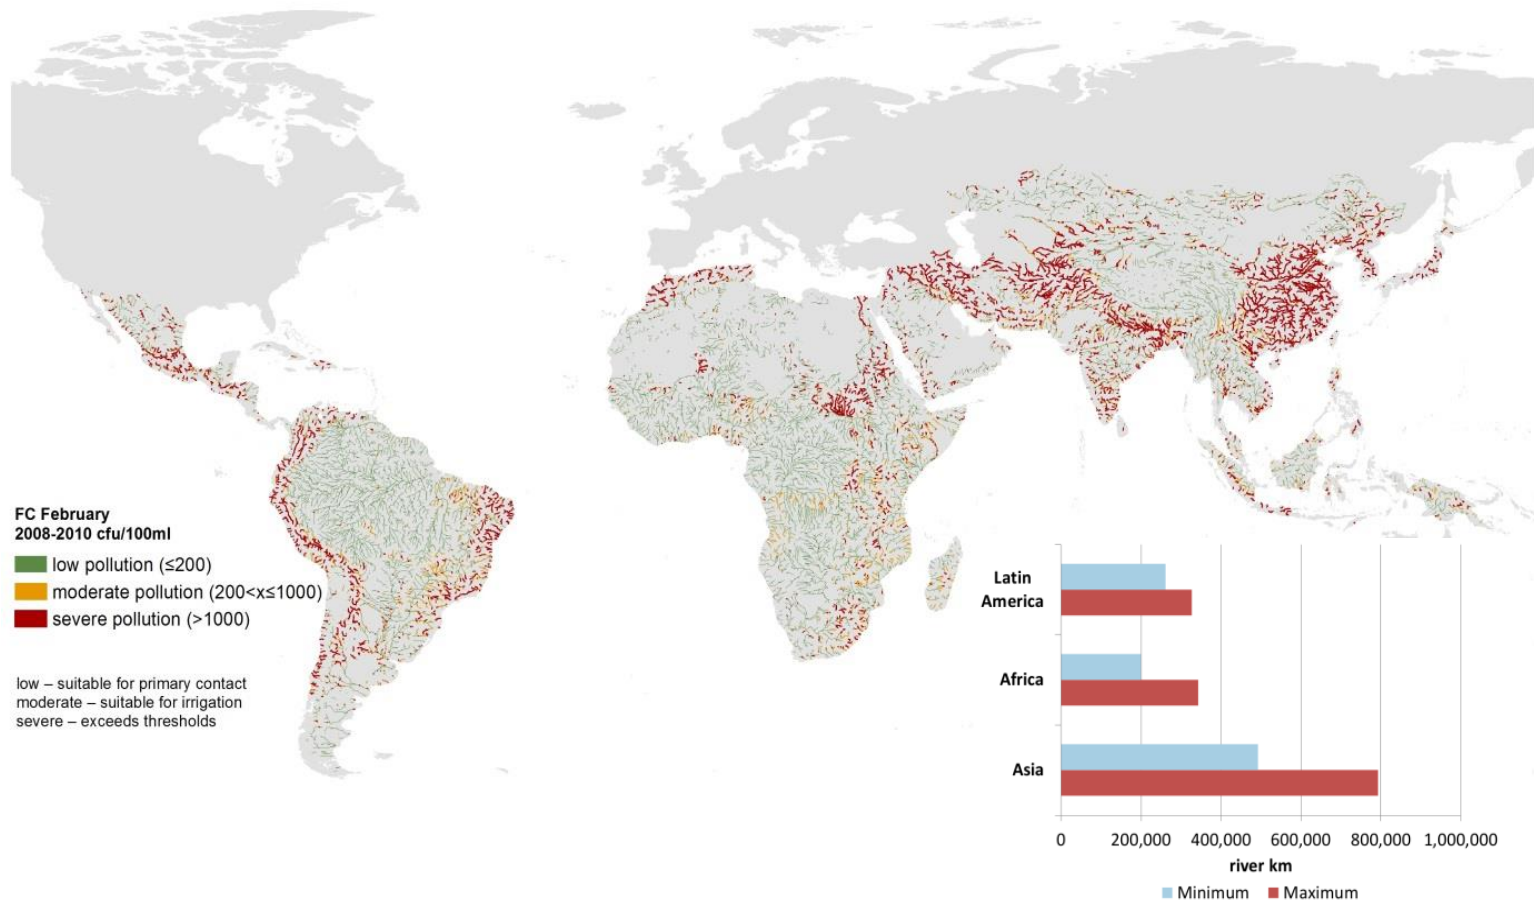 FC February
2008-2010 cfu/100ml
low pollution (≤200)
moderate pollution (200<x≤1000)
severe pollution (>1000)
low – suitable for primary contact
moderate – suitable for irrigation
severe – exceeds thresholds
Latin
America
Africa
Asia
0 200,000 400,000 600,000 800,000 1,000,000
river km
Minimum Maximum